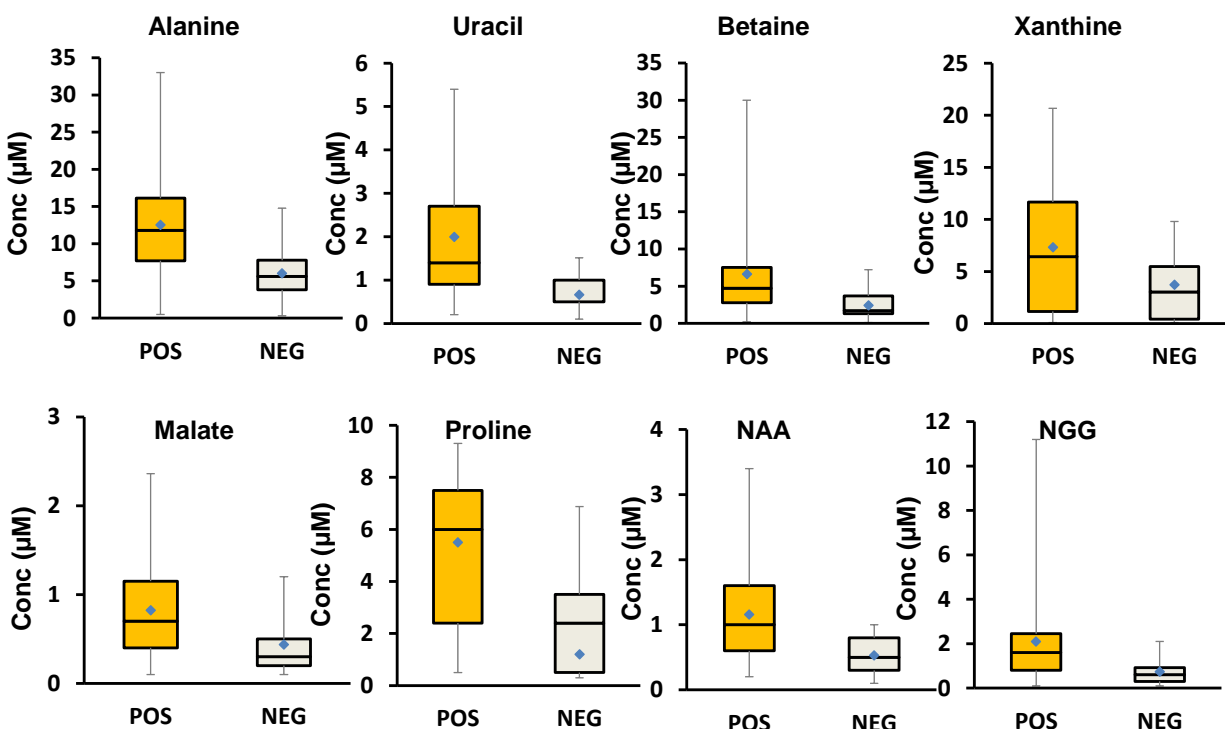 Alanine
Conc (µM)
35
30
25
20
15
10
5
0
POS NEG
Uracil
Conc (µM)
6
5
4
3
2
1
0
POS NEG
Betaine
Conc (µM)
35
30
25
20
15
10
5
0
POS NEG
Xanthine
Conc (µM)
25
20
15
10
5
0
POS NEG
Malate
Conc (µM)
3
2
1
0
POS NEG
Proline
Conc (µM)
10
8
6
4
2
0
POS NEG
NAA
Conc (µM)
4
3
2
1
0
POS NEG
NGG
Conc (µM)
12
10
8
6
4
2
0
POS NEG